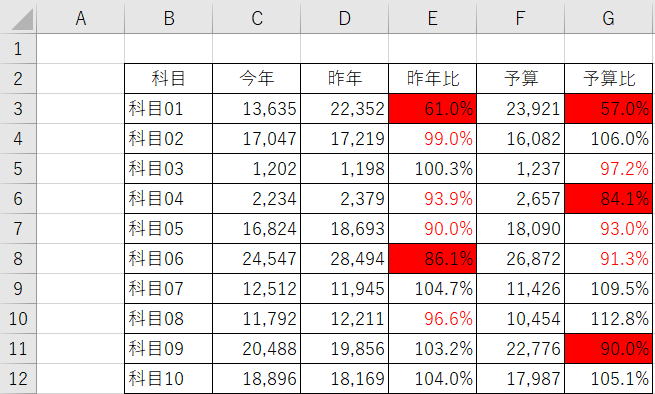 A B C D E F G
1
2 科目 今年 昨年 昨年比 予算 予算比
3 科目01 13,635 22,352 61.0% 23,921 57.0%
4 科目02 17,047 17,219 99.0% 16,082 106.0%
5 科目03 1,202 1,198 100.3% 1,237 97.2%
6 科目04 2,234 2,379 93.9% 2,657 84.1%
7 科目05 16,824 18,693 90.0% 18,090 93.0%
8 科目06 24,547 28,494 86.1% 26,872 91.3%
9 科目07 12,512 11,945 104.7% 11,426 109.5%
10 科目08 11,792 12,211 96.6% 10,454 112.8%
11 科目09 20,488 19,856 103.2% 22,776 90.0%
12 科目10 18,896 18,169 104.0% 17,987 105.1%